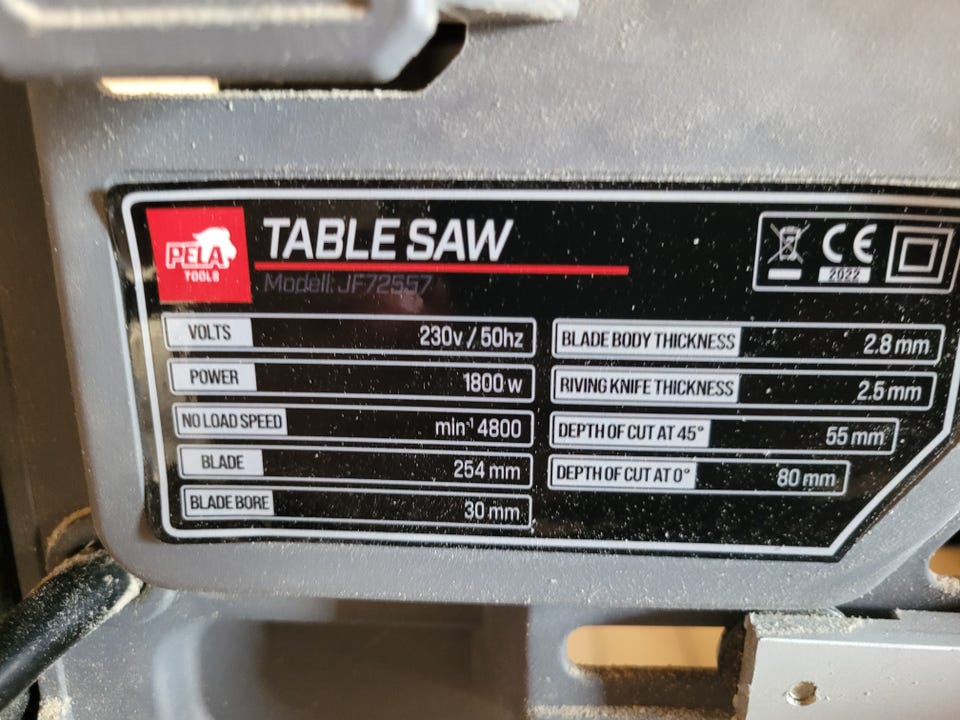 PELA
TOOLS
TABLE SAW
Modell: JF72557
CE
2022
VOLTS 230v / 50hz
POWER 1800 w
NO LOAD SPEED min⁻¹ 4800
BLADE 254 mm
BLADE BORE 30 mm
BLADE BODY THICKNESS 2.8 mm
RIVING KNIFE THICKNESS 2.5 mm
DEPTH OF CUT AT 45° 55 mm
DEPTH OF CUT AT 0° 80 mm